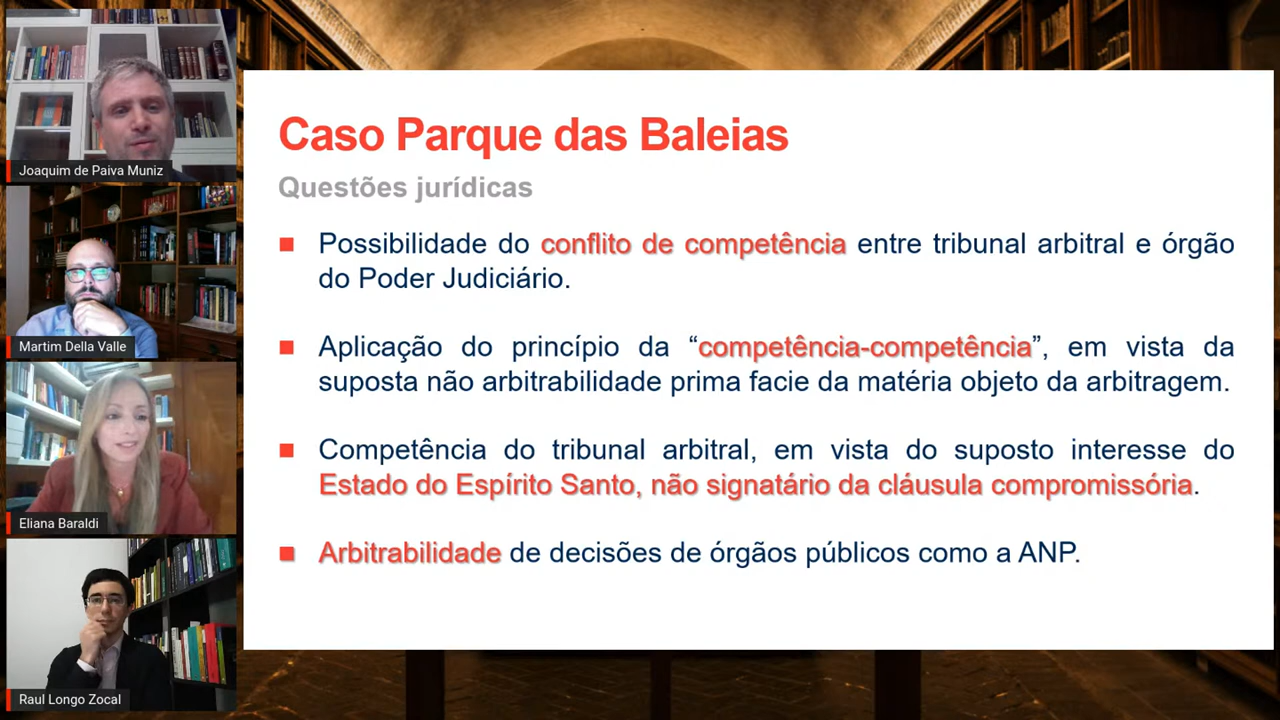 Joaquim de Paiva Muniz
Martim Della Valle
Eliana Baraldi
Raul Longo Zocal
Caso Parque das Baleias
Questões jurídicas
Possibilidade do conflito de competência entre tribunal arbitral e órgão
do Poder Judiciário.
Aplicação do princípio da “competência-competência”, em vista da
suposta não arbitrabilidade prima facie da matéria objeto da arbitragem.
Competência do tribunal arbitral, em vista do suposto interesse do
Estado do Espírito Santo, não signatário da cláusula compromissória.
Arbitrabilidade de decisões de órgãos públicos como a ANP.